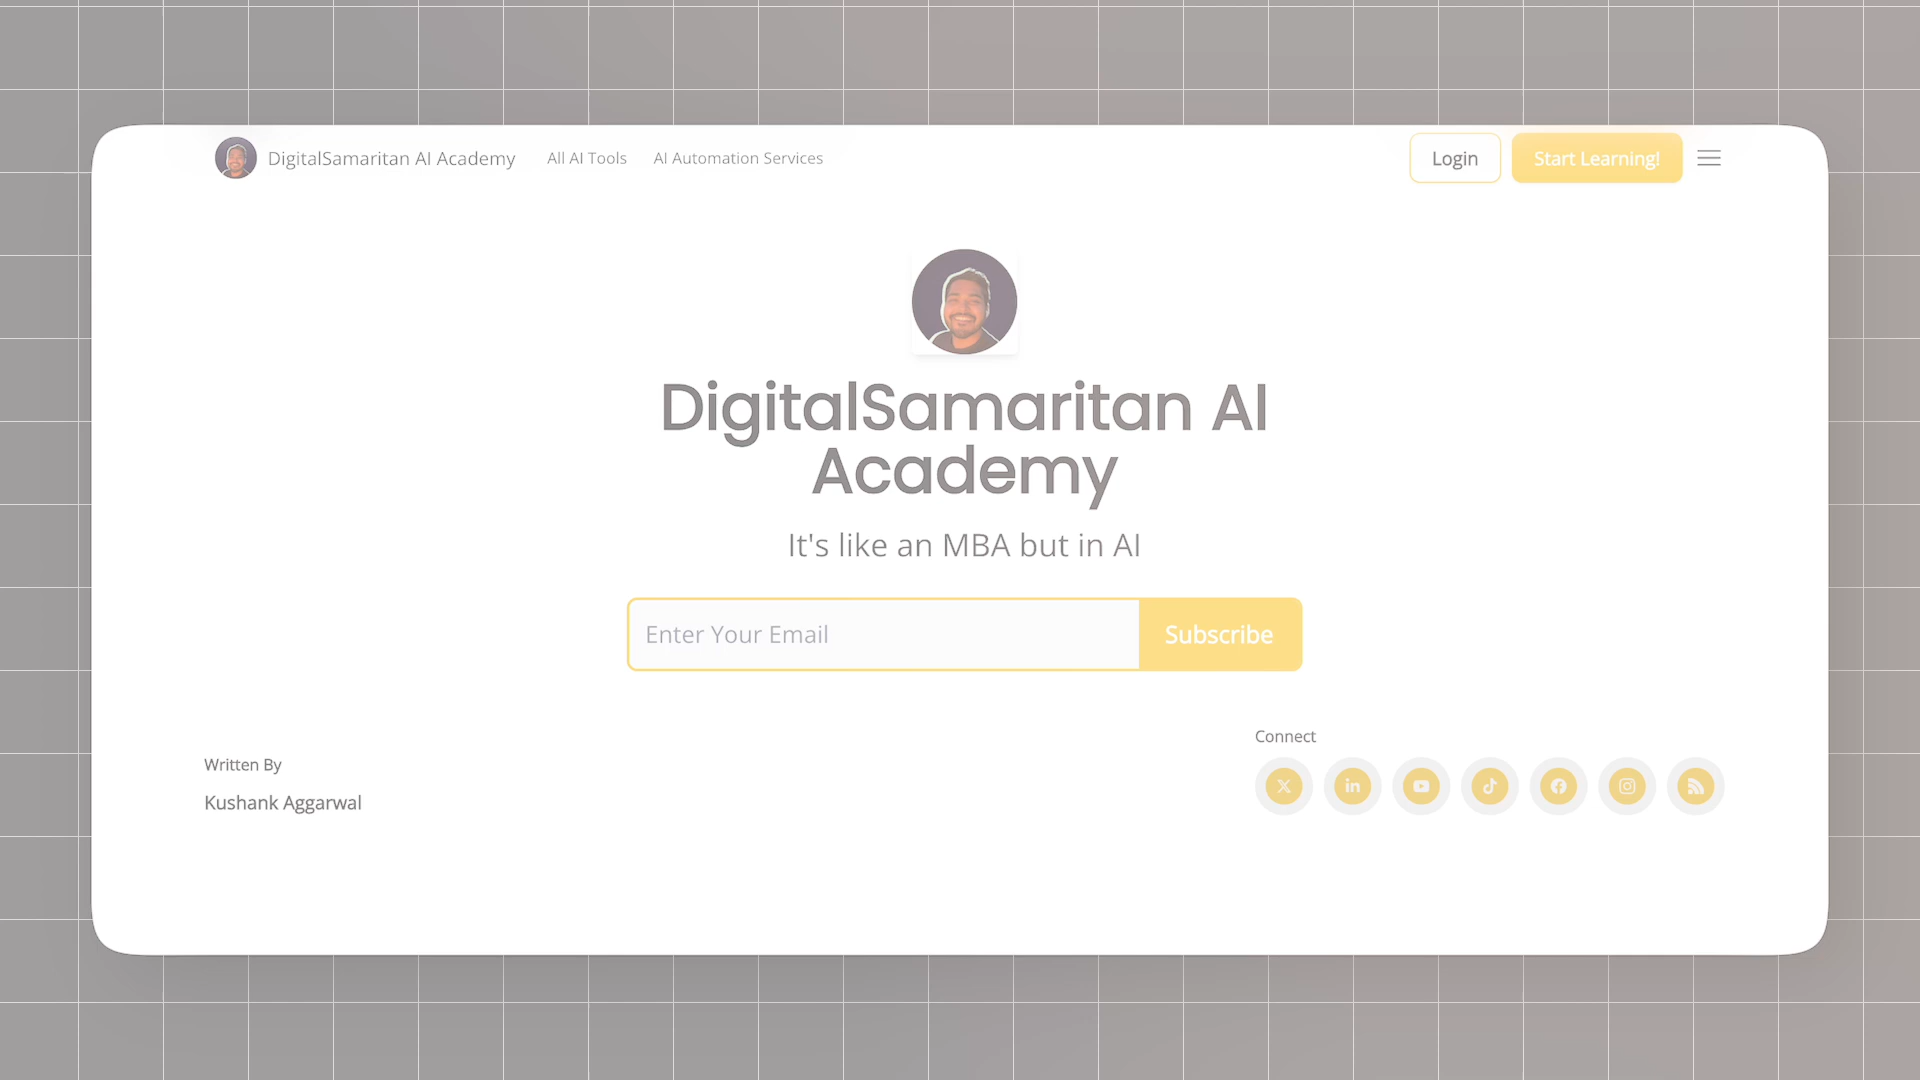 DigitalSamaritan AI Academy
All AI Tools
AI Automation Services
Login
Start Learning!
DigitalSamaritan AI
Academy
It's like an MBA but in AI
Enter Your Email
Subscribe
Connect
Written By
Kushank Aggarwal